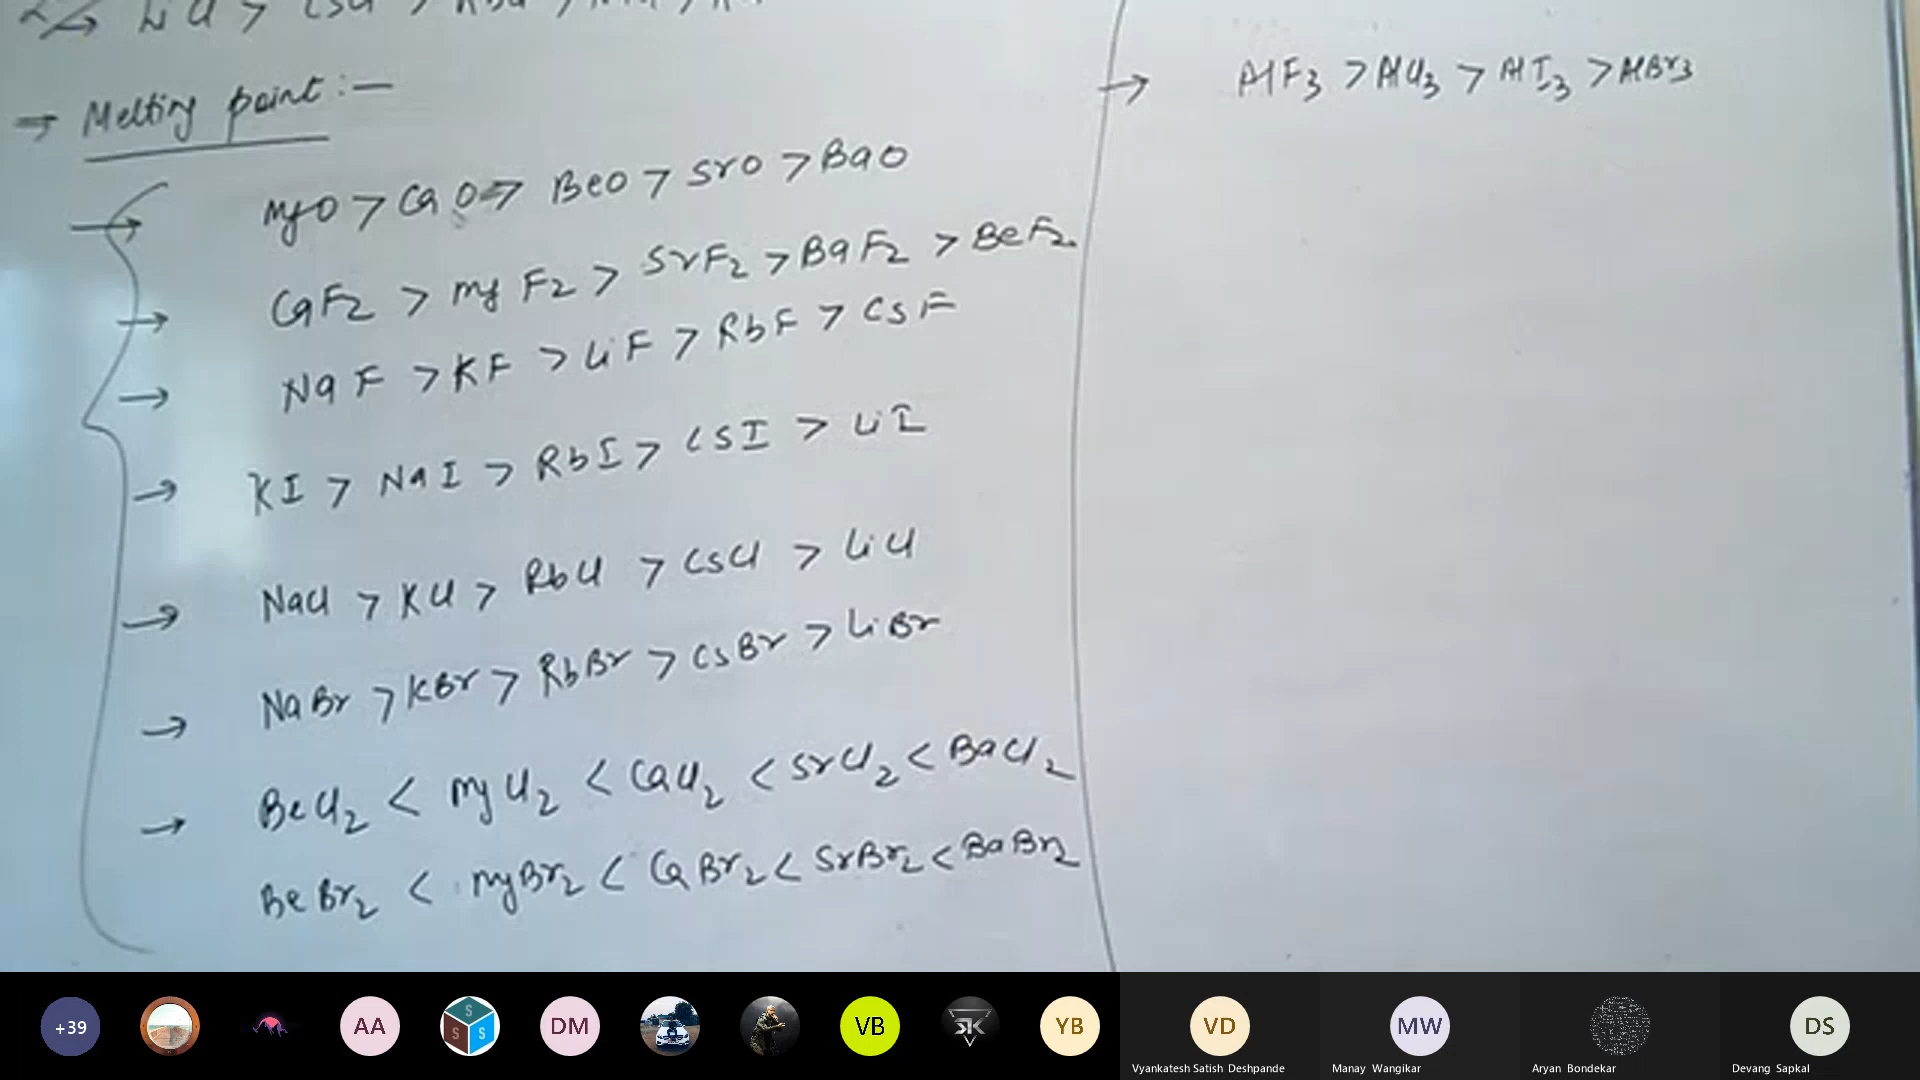 → Melting point :-
→ MgO > CaO > BeO > SrO > BaO
→ CaF2 > MgF2 > SrF2 > BaF2 > BeF2.
→ NaF > KF > LiF > RbF > CsF
→ KI > NaI > RbI > CsI > LiI
→ NaCl > KCl > RbCl > CsCl > LiCl
→ NaBr > KBr > RbBr > CsBr > LiBr
→ BeCl2 < MgCl2 < CaCl2 < SrCl2 < BaCl2
BeBr2 < MgBr2 < CaBr2 < SrBr2 < BaBr2
→ AlF3 > AlCl3 > AlI3 > AlBr3
+39 AA S S S DM VB YB VD MW DS
Vyankatesh Satish Deshpande Manay Wangikar Aryan Bondekar Devang Sapkal